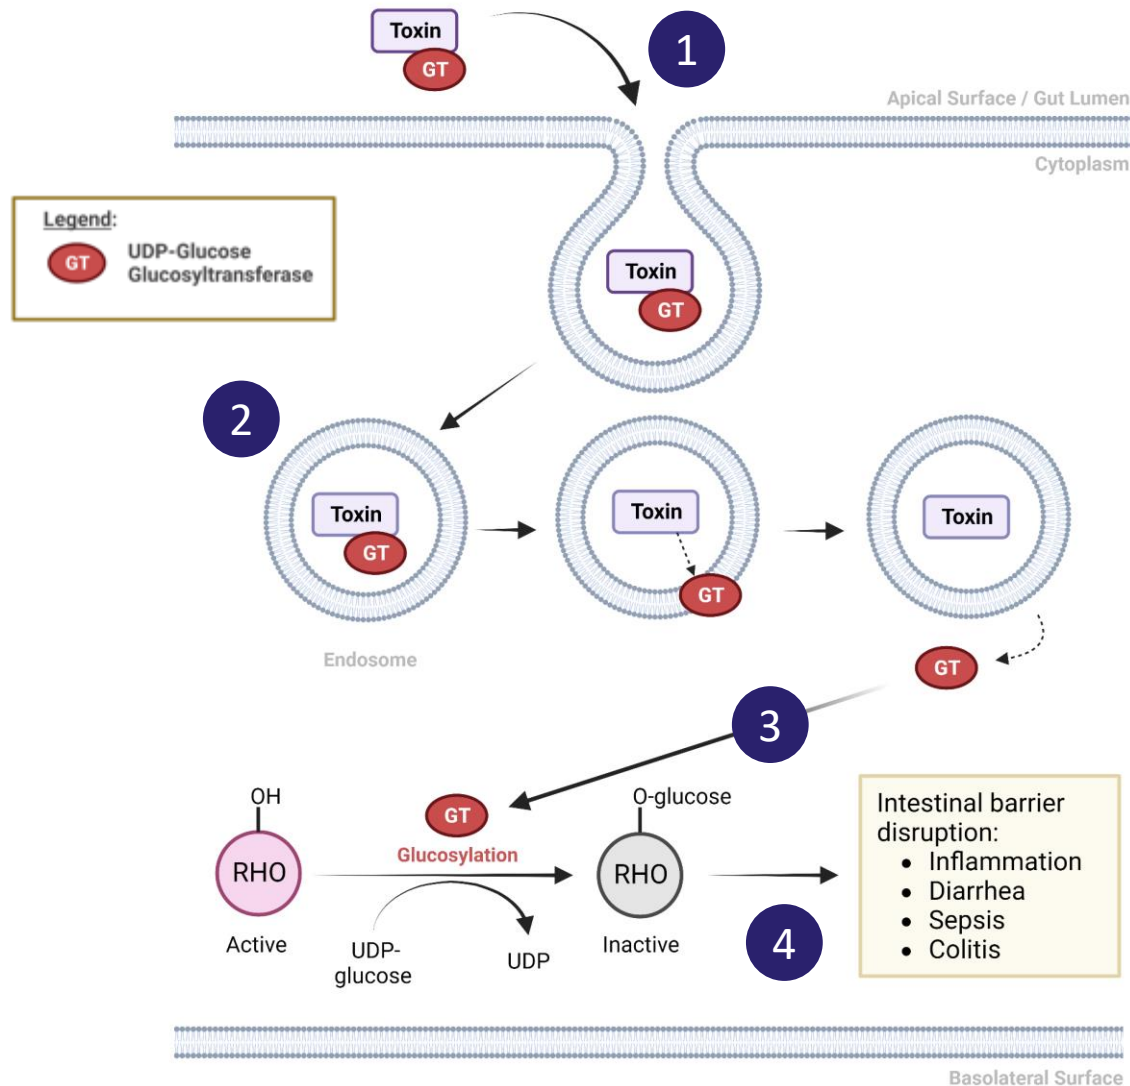 Toxin
GT
1
Apical Surface / Gut Lumen
Cytoplasm
Legend:
GT
UDP-Glucose
Glucosyltransferase
Toxin
GT
2
Toxin
GT
Toxin
GT
Toxin
Endosome
GT
3
OH
RHO
Active
GT
Glucosylation
UDP-
glucose
UDP
O-glucose
RHO
Inactive
4
Intestinal barrier
disruption:
• Inflammation
• Diarrhea
• Sepsis
• Colitis
Basolateral Surface